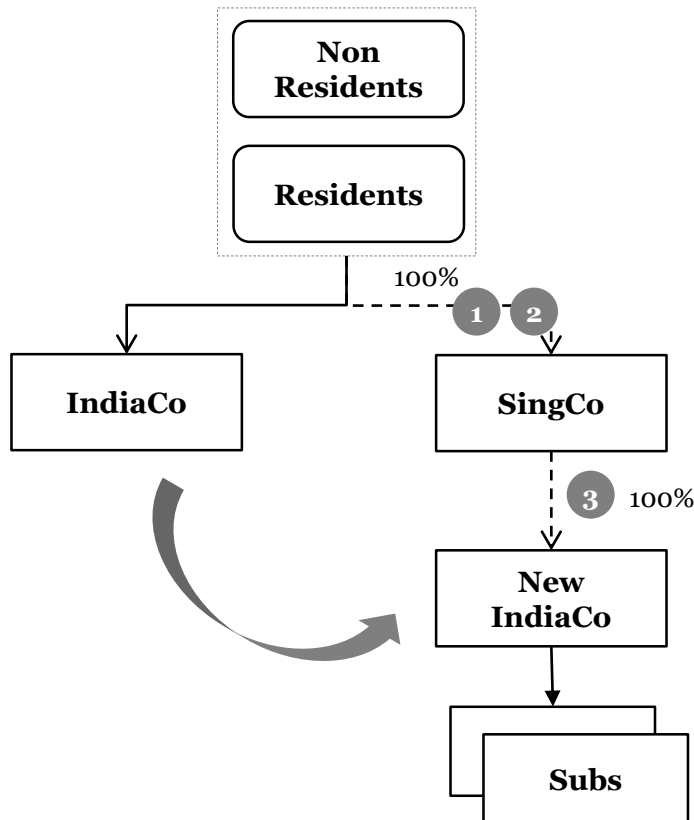 Non
Residents
Residents
100%
1
2
IndiaCo
SingCo
3
100%
New
IndiaCo
Subs